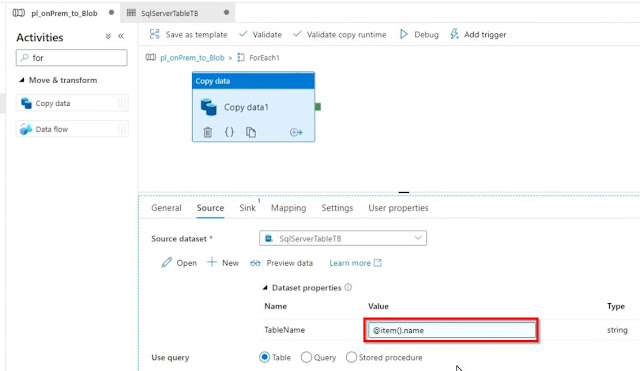 pl_onPrem_to_Blob
SqlServerTableTB
Activities
for
Move & transform
Copy data
Data flow
Save as template
Validate
Validate copy runtime
Debug
Add trigger
pl_onPrem_to_Blob > ForEach1
Copy data
Copy data1
General
Source
Sink 1
Mapping
Settings
User properties
Source dataset *
SqlServerTableTB
Open
New
Preview data
Learn more
Dataset properties
Name
Value
Type
TableName
@item().name
string
Use query
Table
Query
Stored procedure